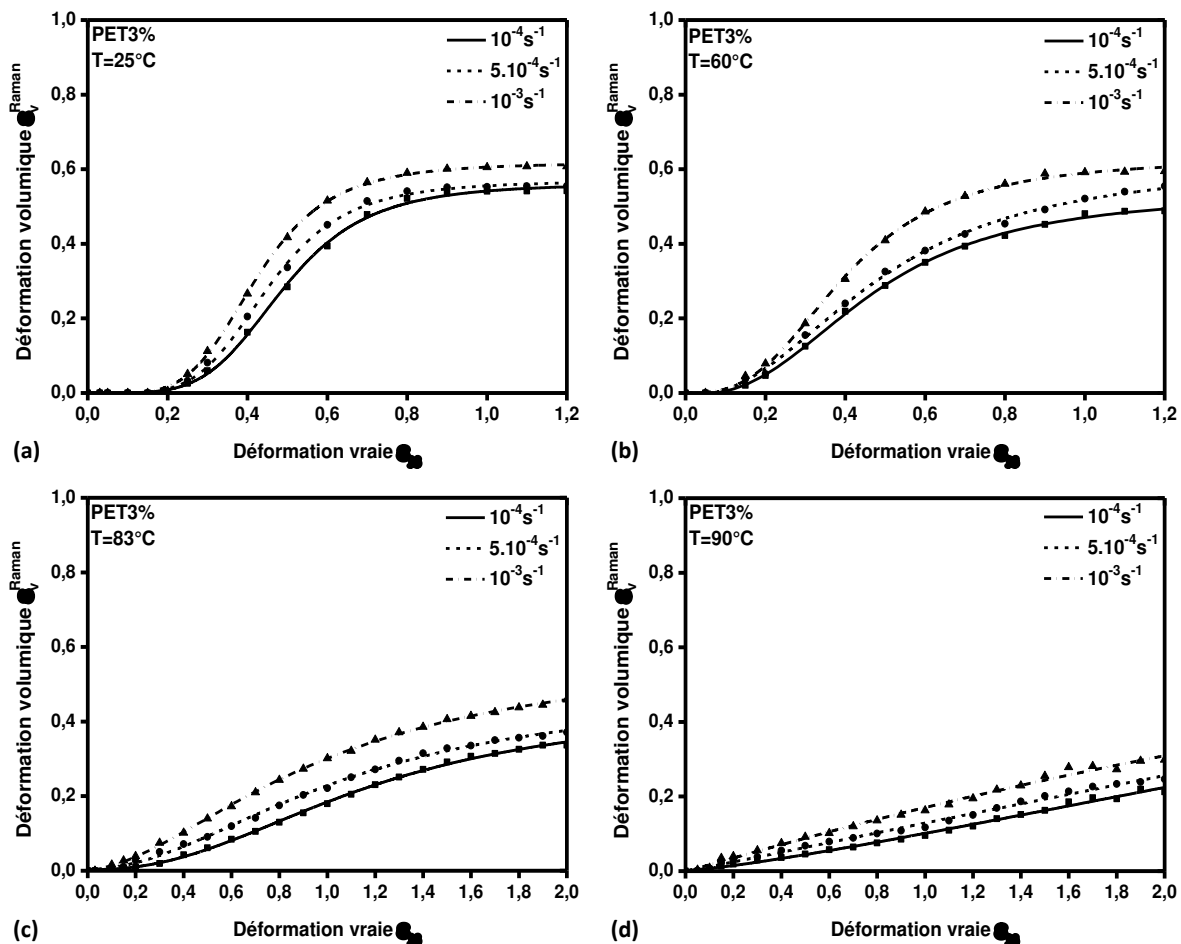 PET3%
T=25°C
10⁻⁴s⁻¹
5.10⁻⁴s⁻¹
10⁻³s⁻¹
Déformation volumique Raman v
1,0
0,8
0,6
0,4
0,2
0,0
0,0 0,2 0,4 0,6 0,8 1,0 1,2
Déformation vraie
(a)
PET3%
T=60°C
10⁻⁴s⁻¹
5.10⁻⁴s⁻¹
10⁻³s⁻¹
Déformation volumique Raman v
1,0
0,8
0,6
0,4
0,2
0,0
0,0 0,2 0,4 0,6 0,8 1,0 1,2
Déformation vraie
(b)
PET3%
T=83°C
10⁻⁴s⁻¹
5.10⁻⁴s⁻¹
10⁻³s⁻¹
Déformation volumique Raman v
1,0
0,8
0,6
0,4
0,2
0,0
0,0 0,2 0,4 0,6 0,8 1,0 1,2 1,4 1,6 1,8 2,0
Déformation vraie
(c)
PET3%
T=90°C
10⁻⁴s⁻¹
5.10⁻⁴s⁻¹
10⁻³s⁻¹
Déformation volumique Raman v
1,0
0,8
0,6
0,4
0,2
0,0
0,0 0,2 0,4 0,6 0,8 1,0 1,2 1,4 1,6 1,8 2,0
Déformation vraie
(d)